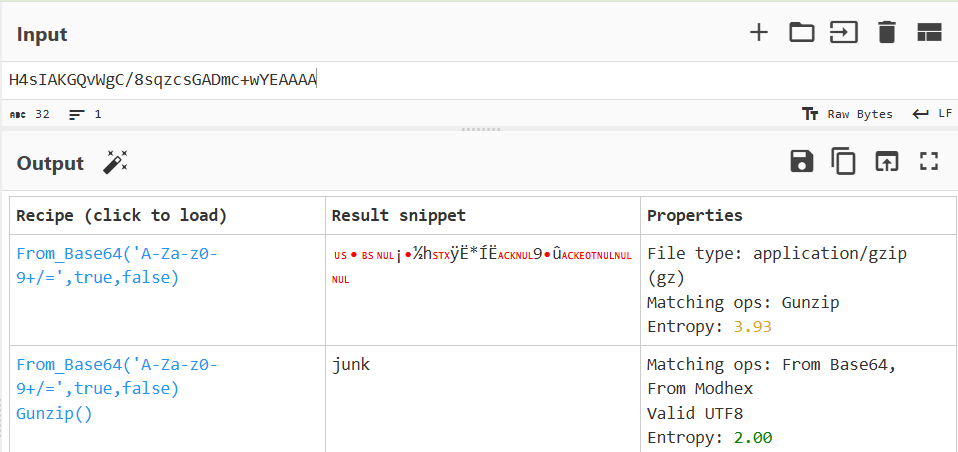 Input
H4sIAKGQvWgC/8sqzcsGADmc+wYEAAAA
ABC 32 1 Tт Raw Bytes LF
Output
Recipe (click to load) Result snippet Properties
From_Base64('A-Za-z0-
9+/=',true,false)
US•BSNUL¡•½hSTXÿË*ÍËACKNUL9•ûACKEOTNULNUL
NUL
File type: application/gzip
(gz)
Matching ops: Gunzip
Entropy: 3.93
From_Base64('A-Za-z0-
9+/=',true,false)
Gunzip()
junk
Matching ops: From Base64,
From Modhex
Valid UTF8
Entropy: 2.00